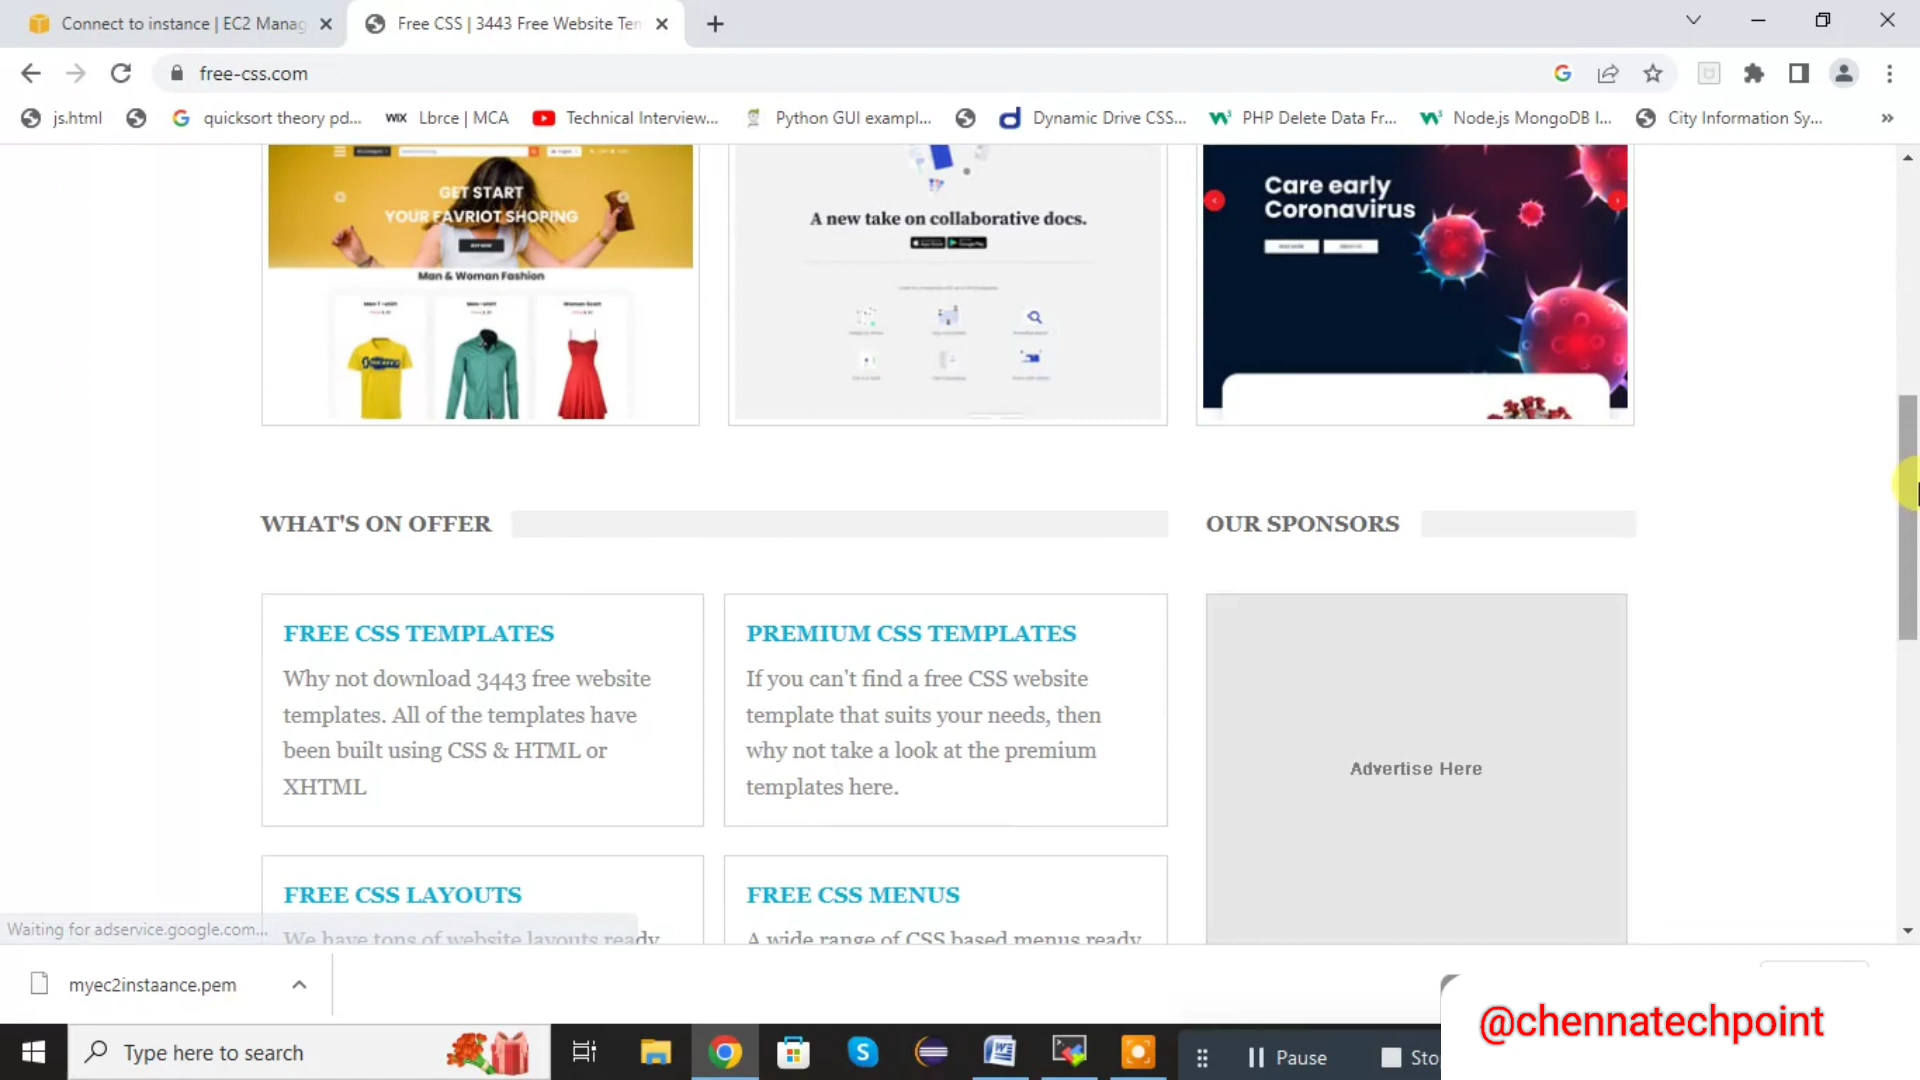 Connect to instance | EC2 Manag
Free CSS | 3443 Free Website Ten
free-css.com
js.html
quicksort theory pd...
WIX Lbrce | MCA
Technical Interview...
Python GUI exampl...
Dynamic Drive CSS...
PHP Delete Data Fr...
Node.js MongoDB I...
City Information Sy...
GET START
YOUR FAVRIOT SHOPING
BUY NOW
Man & Woman Fashion
A new take on collaborative docs.
Care early
Coronavirus
WHAT'S ON OFFER
OUR SPONSORS
FREE CSS TEMPLATES
Why not download 3443 free website
templates. All of the templates have
been built using CSS & HTML or
XHTML
PREMIUM CSS TEMPLATES
If you can't find a free CSS website
template that suits your needs, then
why not take a look at the premium
templates here.
Advertise Here
FREE CSS LAYOUTS
We have tons of website layouts ready
FREE CSS MENUS
A wide range of CSS based menus ready
Waiting for adservice.google.com...
myec2instaance.pem
Type here to search
Pause
Sto
@chennatechpoint